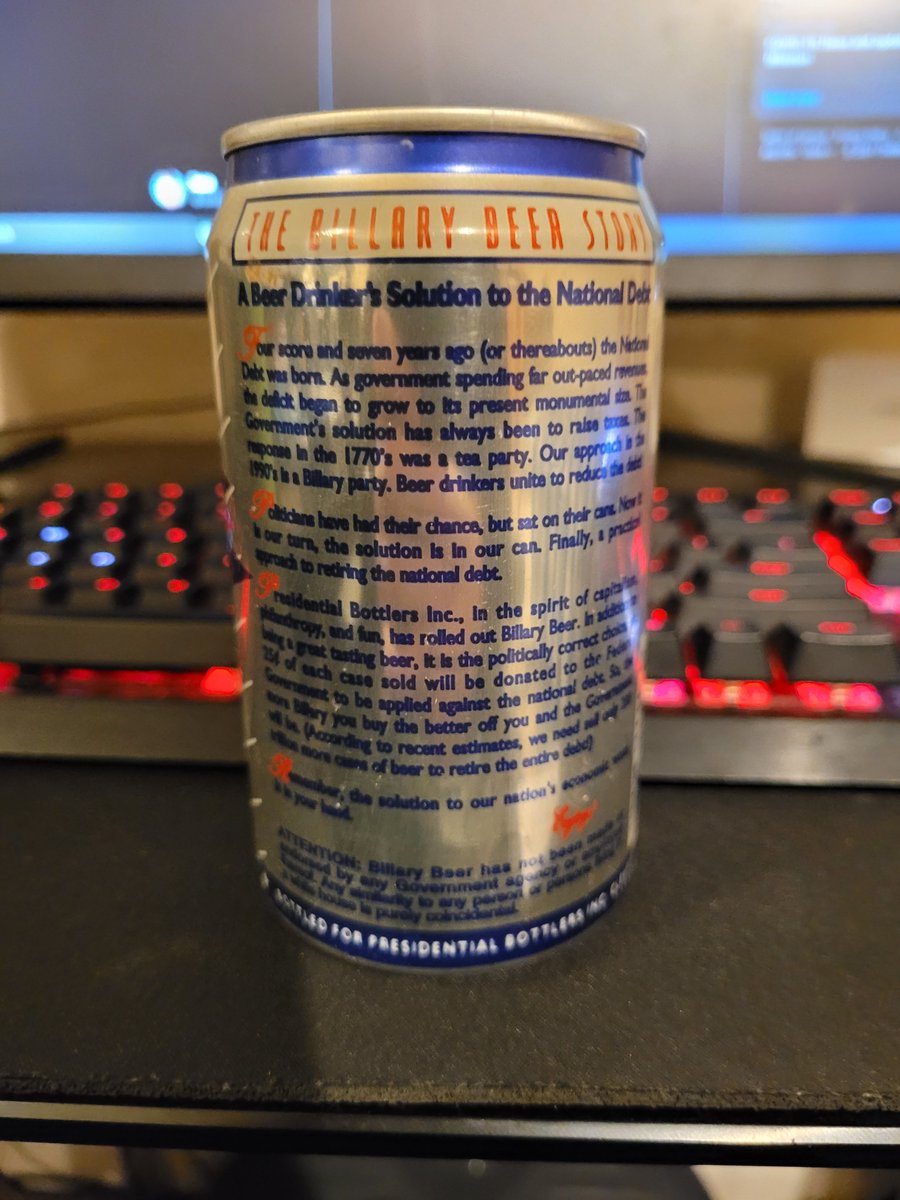 THE BILLARY BEER STORY
A Beer Drinker's Solution to the National Debt
Four score and seven years ago (or thereabouts) the National
Debt was born. As government spending far out-paced revenue,
the deficit began to grow to its present monumental size. The
Government's solution has always been to raise taxes. The
response in the 1770's was a tea party. Our approach in the
1990's is a Billary party. Beer drinkers unite to reduce the debt!
Politicians have had their chance, but sat on their cans. Now it
is our turn, the solution is in our can. Finally, a practical
approach to retiring the national debt.
Presidential Bottlers Inc., in the spirit of capitalism,
philanthropy, and fun, has rolled out Billary Beer. In addition to
being a great tasting beer, it is the politically correct choice.
25¢ of each case sold will be donated to the Federal
Government to be applied against the national debt. So, the
more Billary you buy the better off you and the Government
will be. (According to recent estimates, we need sell only
trillion more cases of beer to retire the entire debt!)
Remember, the solution to our nation's economic
is in your hand.
Enjoy!
ATTENTION: Billary Beer has not been made or
endorsed by any Government agency or
Any similarity to any person or persons living in
a white house is purely coincidental.
BOTTLED FOR PRESIDENTIAL BOTTLERS INC.